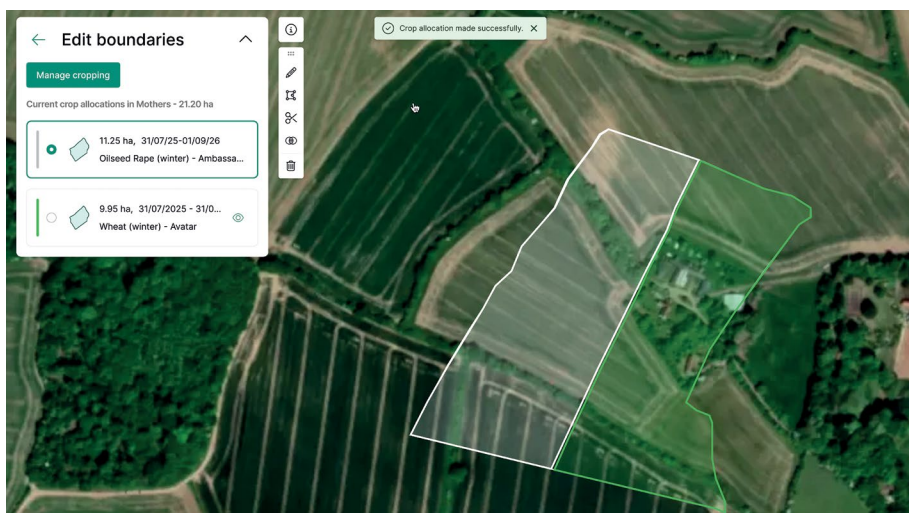 Edit boundaries
Crop allocation made successfully.
Manage cropping
Current crop allocations in Mothers - 21.20 ha
11.25 ha, 31/07/25-01/09/26
Oilseed Rape (winter) - Ambassa...
9.95 ha, 31/07/2025 - 31/0...
Wheat (winter) - Avatar